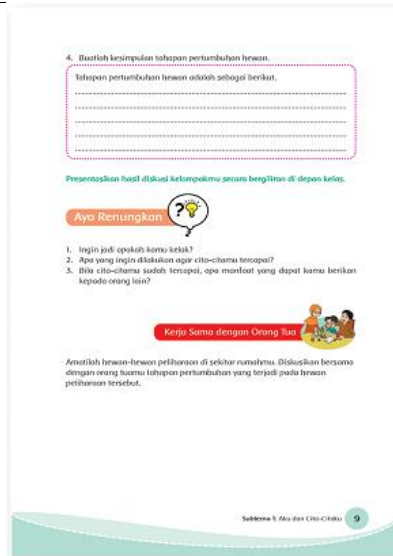 4. Buatlah kesimpulan tahapan pertumbuhan hewan.
Tahapan pertumbuhan hewan adalah sebagai berikut.
Presentasikan hasil diskusi kelompokmu secara bergiliran di depan kelas.
Ayo Renungkan
1. Ingin jadi apakah kamu kelak?
2. Apa yang ingin dilakukan agar cita-citamu tercapai?
3. Bila cita-citamu sudah tercapai, apa manfaat yang dapat kamu berikan
kepada orang lain?
Kerja Sama dengan Orang Tua
Amatilah hewan-hewan peliharaan di sekitar rumahmu. Diskusikan bersama
dengan orang tuamu tahapan pertumbuhan yang terjadi pada hewan
peliharaan tersebut.
Subtema 1: Aku dan Cita-Citaku 9